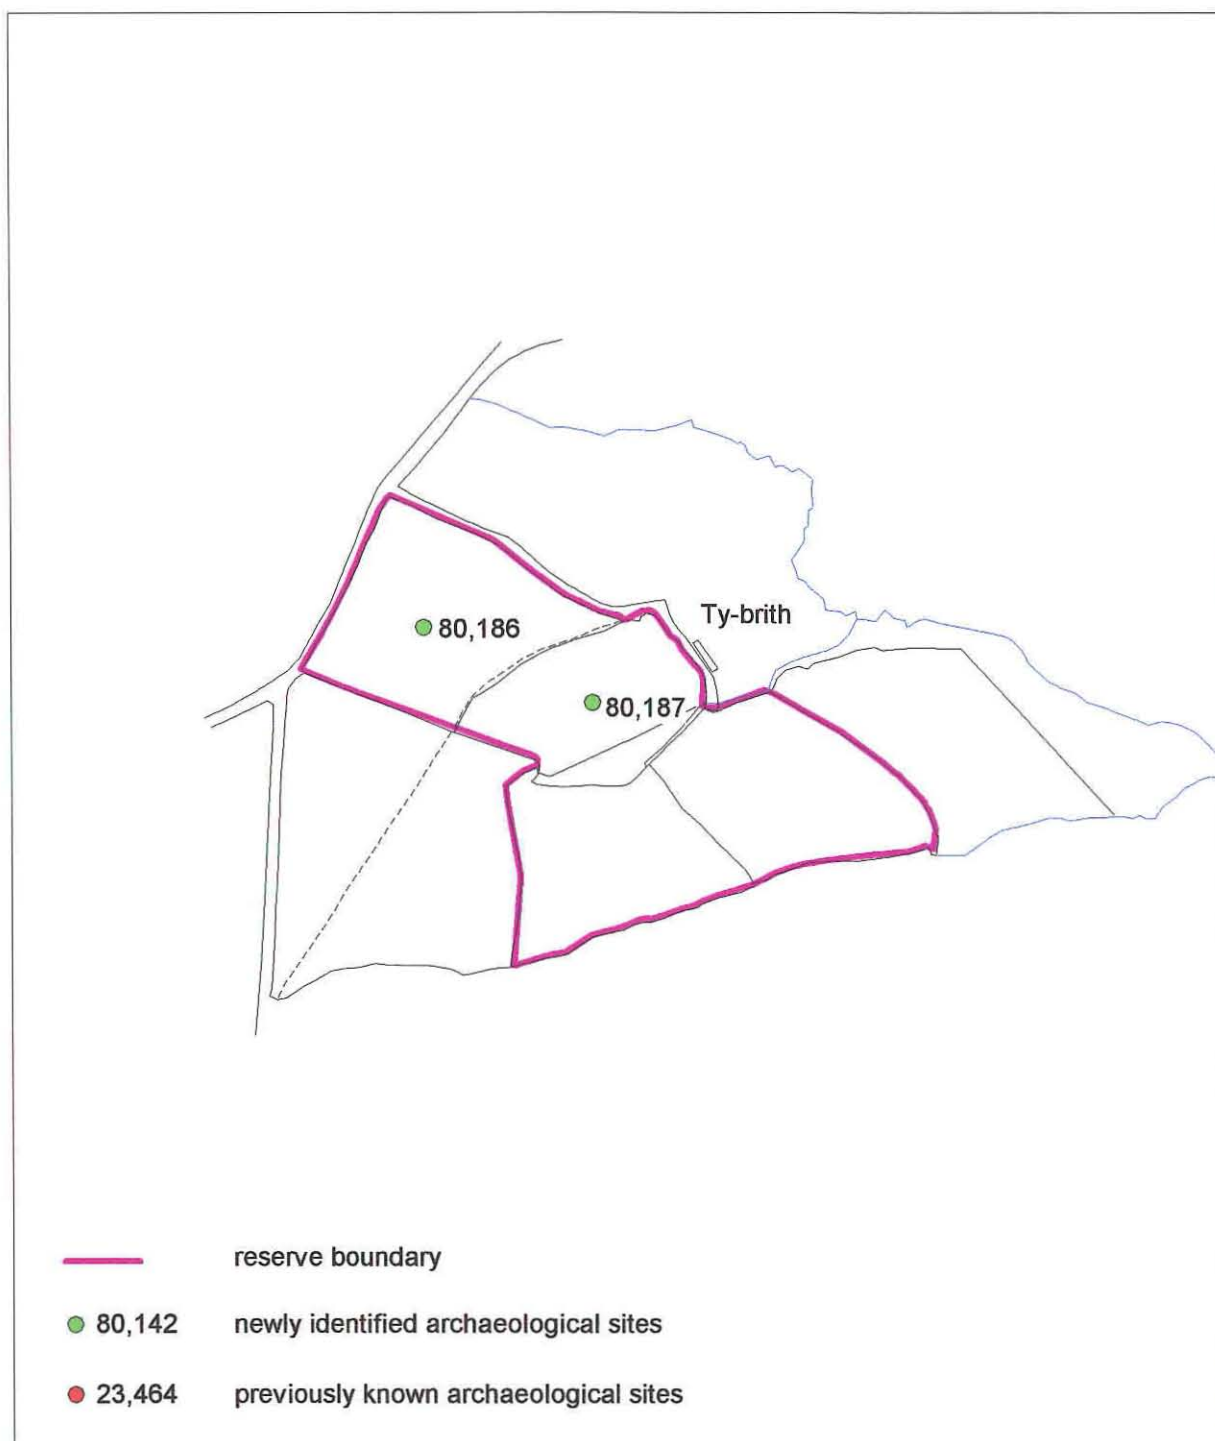 Ty-brith
80,186
80,187
reserve boundary
80,142 newly identified archaeological sites
23,464 previously known archaeological sites